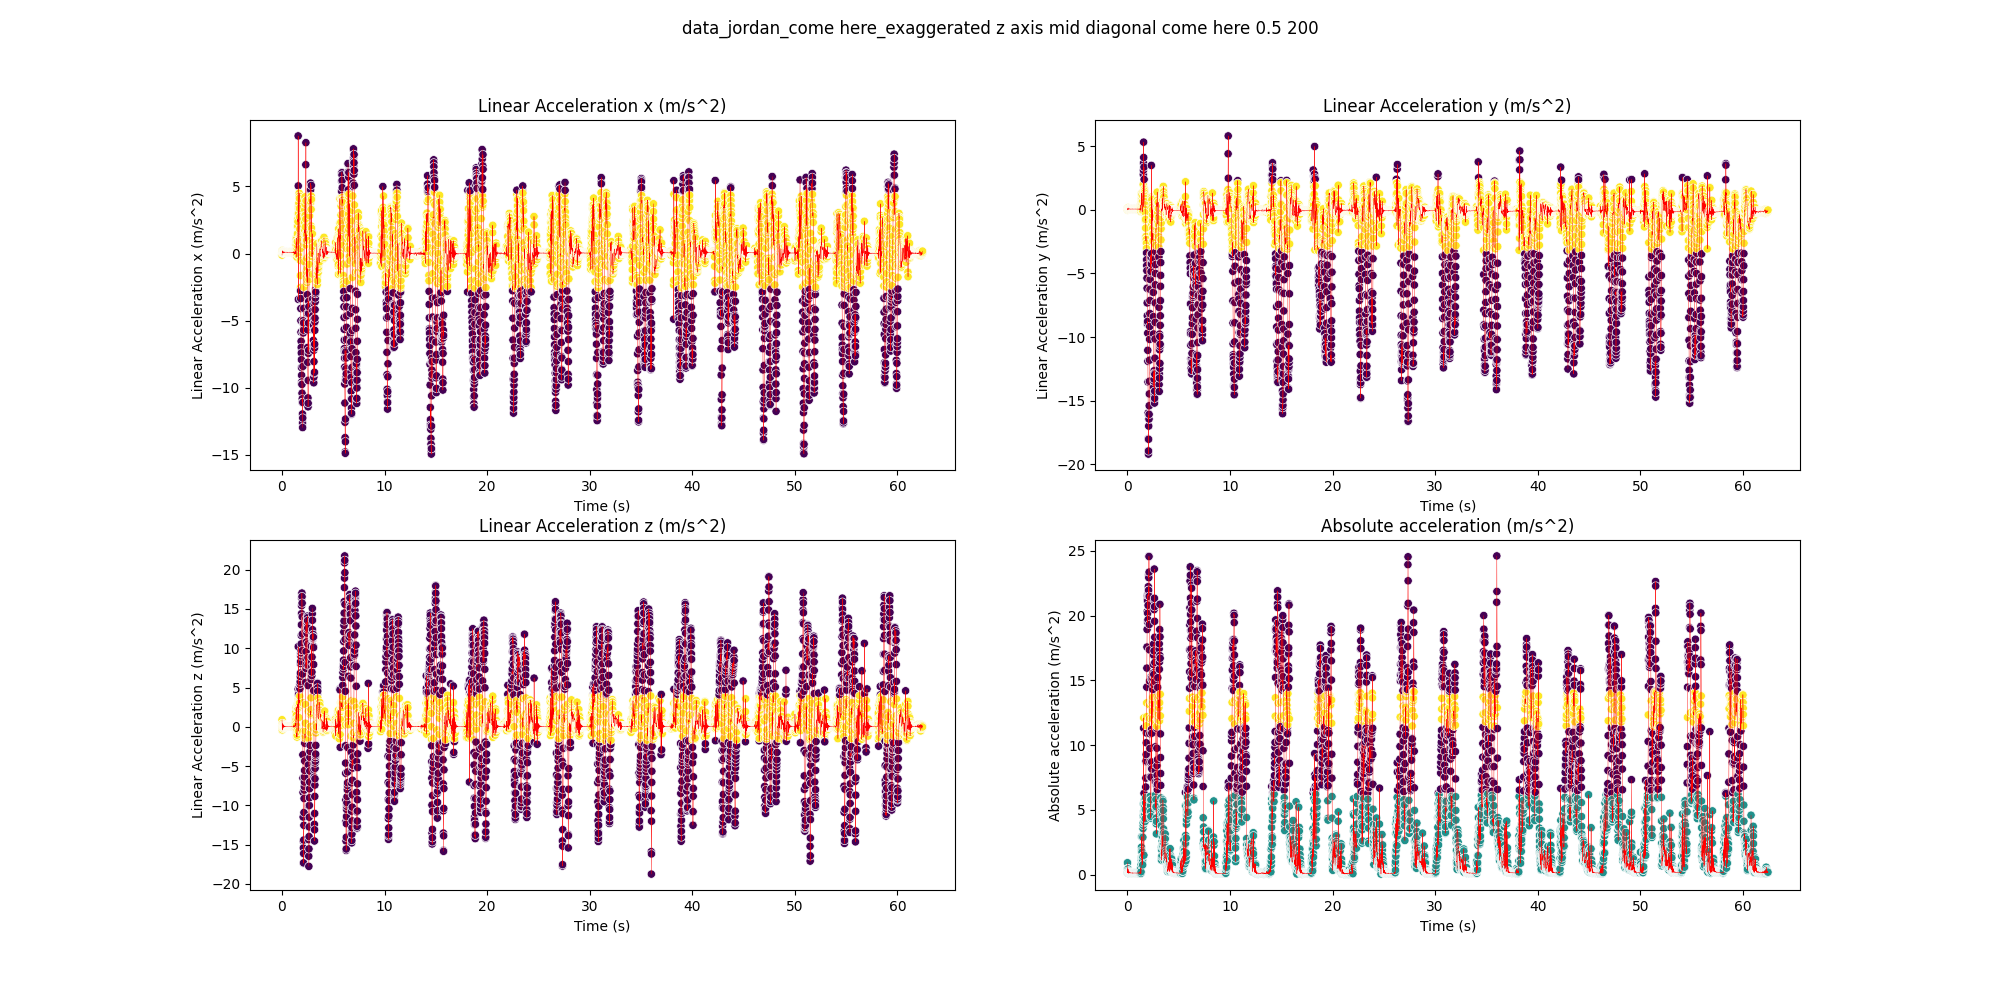 data_jordan_come here_exaggerated z axis mid diagonal come here 0.5 200
Linear Acceleration x (m/s^2)
Linear Acceleration x (m/s^2)
5
0
−5
−10
−15
0 10 20 30 40 50 60
Time (s)
Linear Acceleration y (m/s^2)
Linear Acceleration y (m/s^2)
5
0
−5
−10
−15
−20
0 10 20 30 40 50 60
Time (s)
Linear Acceleration z (m/s^2)
Linear Acceleration z (m/s^2)
20
15
10
5
0
−5
−10
−15
−20
0 10 20 30 40 50 60
Time (s)
Absolute acceleration (m/s^2)
Absolute acceleration (m/s^2)
25
20
15
10
5
0
0 10 20 30 40 50 60
Time (s)